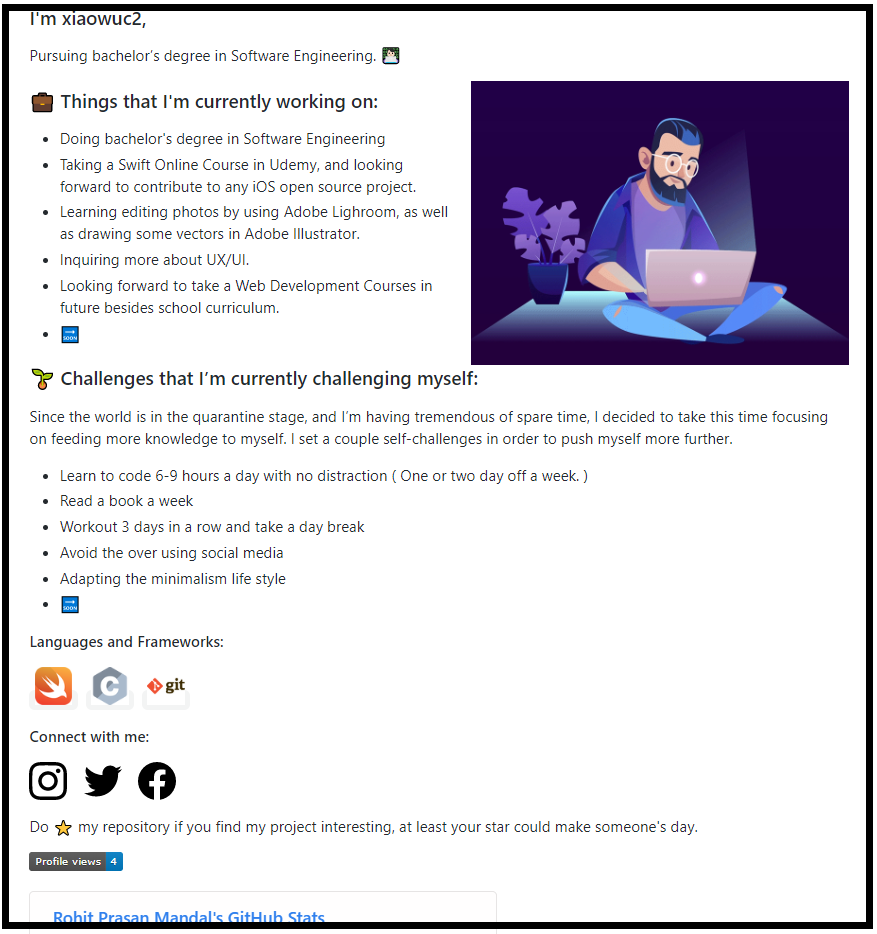 I'm xiaowuc2,
Pursuing bachelor’s degree in Software Engineering.
Things that I'm currently working on:
Doing bachelor's degree in Software Engineering
Taking a Swift Online Course in Udemy, and looking
forward to contribute to any iOS open source project.
Learning editing photos by using Adobe Lighroom, as well
as drawing some vectors in Adobe Illustrator.
Inquiring more about UX/UI.
Looking forward to take a Web Development Courses in
future besides school curriculum.
SOON
Challenges that I’m currently challenging myself:
Since the world is in the quarantine stage, and I’m having tremendous of spare time, I decided to take this time focusing
on feeding more knowledge to myself. I set a couple self-challenges in order to push myself more further.
Learn to code 6-9 hours a day with no distraction ( One or two day off a week. )
Read a book a week
Workout 3 days in a row and take a day break
Avoid the over using social media
Adapting the minimalism life style
SOON
Languages and Frameworks:
C git
Connect with me:
Do ⭐ my repository if you find my project interesting, at least your star could make someone's day.
Profile views 4
Rohit Prasan Mandal's GitHub Stats